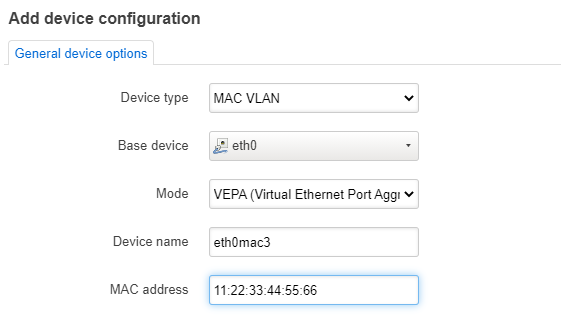 Add device configuration
General device options
Device type MAC VLAN
Base device eth0
Mode VEPA (Virtual Ethernet Port Aggr
Device name eth0mac3
MAC address 11:22:33:44:55:66